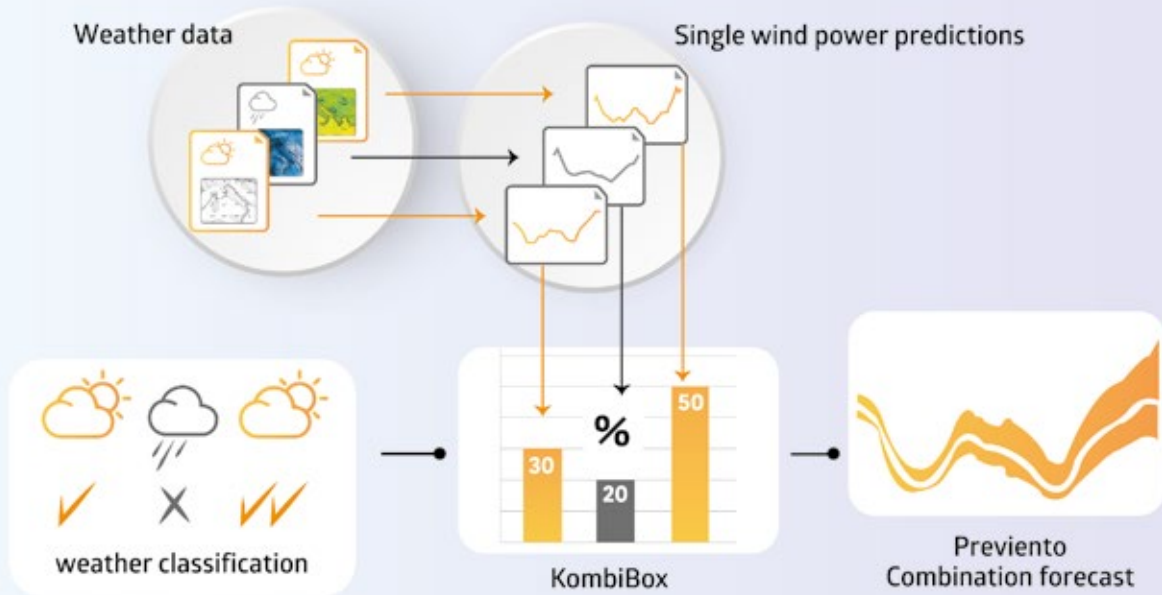 Weather data
Single wind power predictions
30
%
20
50
weather classification
KombiBox
Previento
Combination forecast